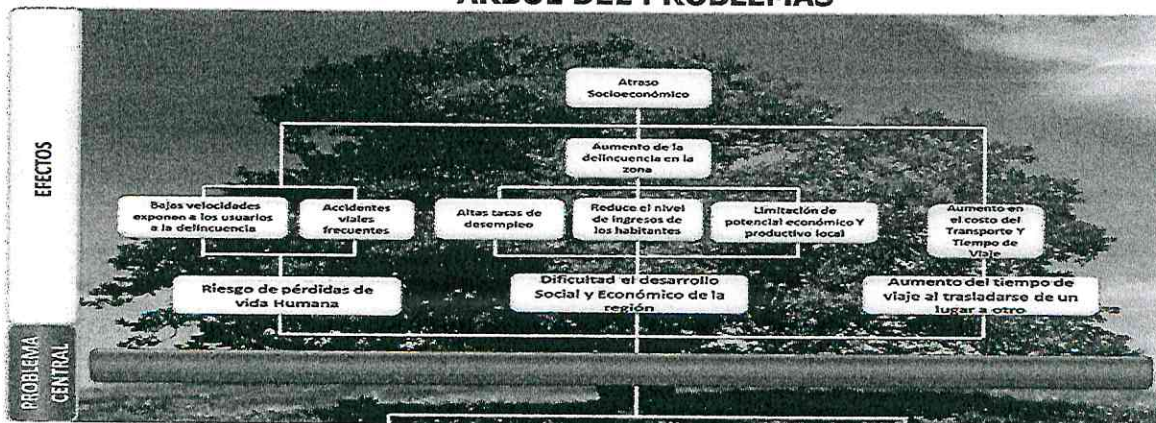 ÁRBOL DEL PROBLEMAS
EFECTOS
Atraso
Socioeconómico
Aumento de la
delincuencia en la
zona
Bajas velocidades
exponen a los usuarios
a la delincuencia
Accidentes
viales
frecuentes
Altas tasas de
desempleo
Reduce el nivel
de ingresos de
los habitantes
Limitación de
potencial económico Y
productivo local
Aumento en
el costo del
Transporte Y
Tiempo de
Viaje
Riesgo de pérdidas de
vida Humana
Dificultad el desarrollo
Social y Económico de la
región
Aumento del tiempo de
viaje al trasladarse de un
lugar a otro
PROBLEMA
CENTRAL